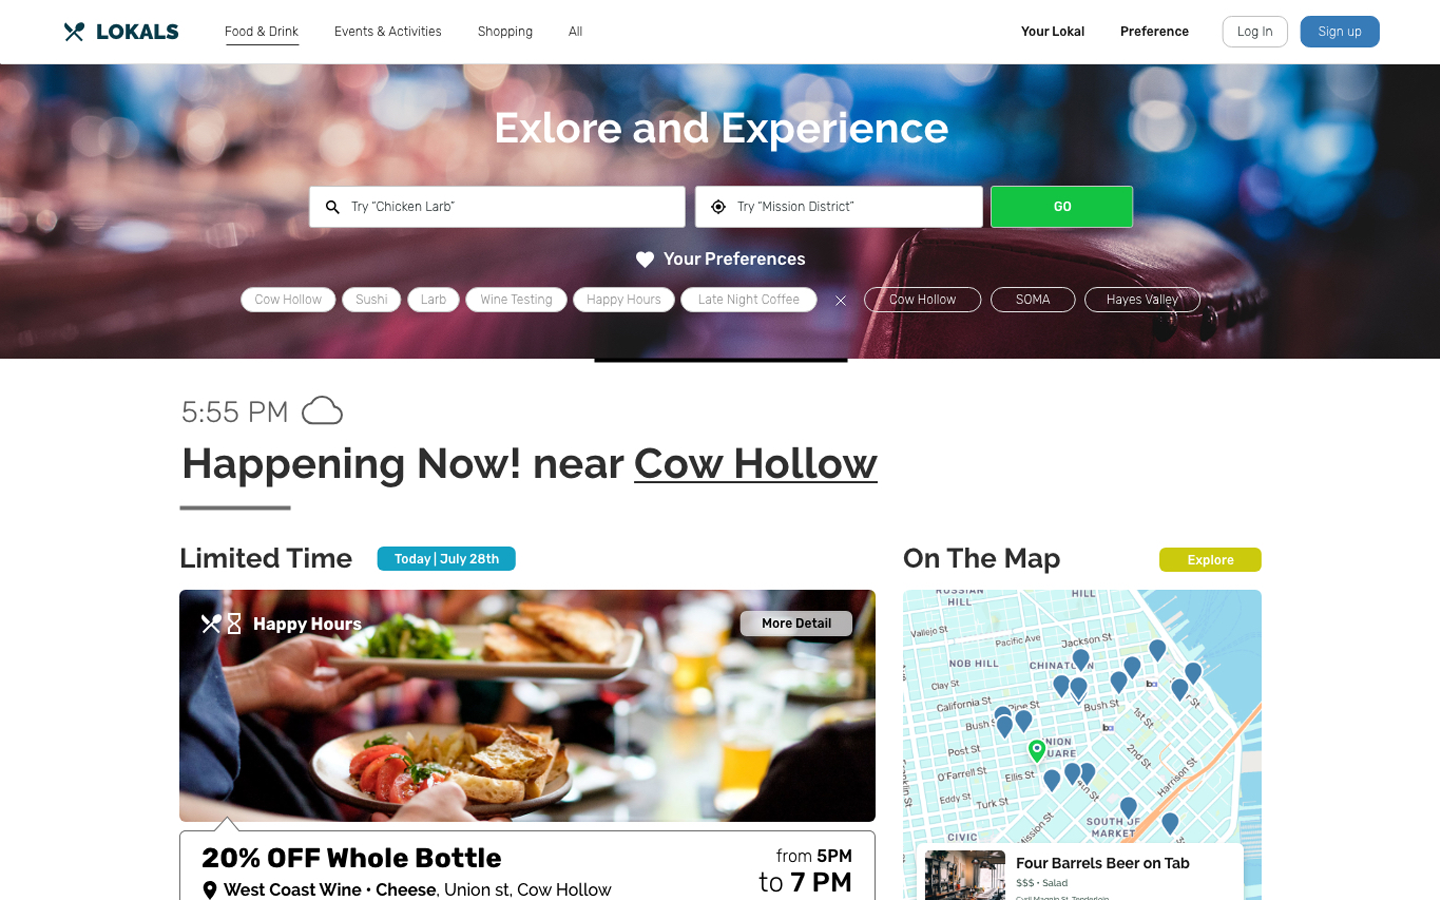 LOKALS
Food & Drink
Events & Activities
Shopping
All
Your Lokal
Preference
Log In
Sign up
Exlore and Experience
Try “Chicken Larb”
Try “Mission District”
GO
Your Preferences
Cow Hollow
Sushi
Larb
Wine Testing
Happy Hours
Late Night Coffee
Cow Hollow
SOMA
Hayes Valley
5:55 PM
Happening Now! near Cow Hollow
Limited Time
Today | July 28th
On The Map
Explore
Happy Hours
More Detail
RUSSIAN
HILL
HILL
Vallejo St
Pacific Ave
Jackson St
NOB HILL
Clay St
California St
Pine St
Bush St
1st St
Post St
2nd St
O'Farrell St
Ellis St
Harrison St
Eddy St
Turk St
Mission St
SOUTH OF
MARKET
CIVIC
20% OFF Whole Bottle
from 5PM
to 7 PM
West Coast Wine • Cheese, Union st, Cow Hollow
Four Barrels Beer on Tab
$$$ • Salad